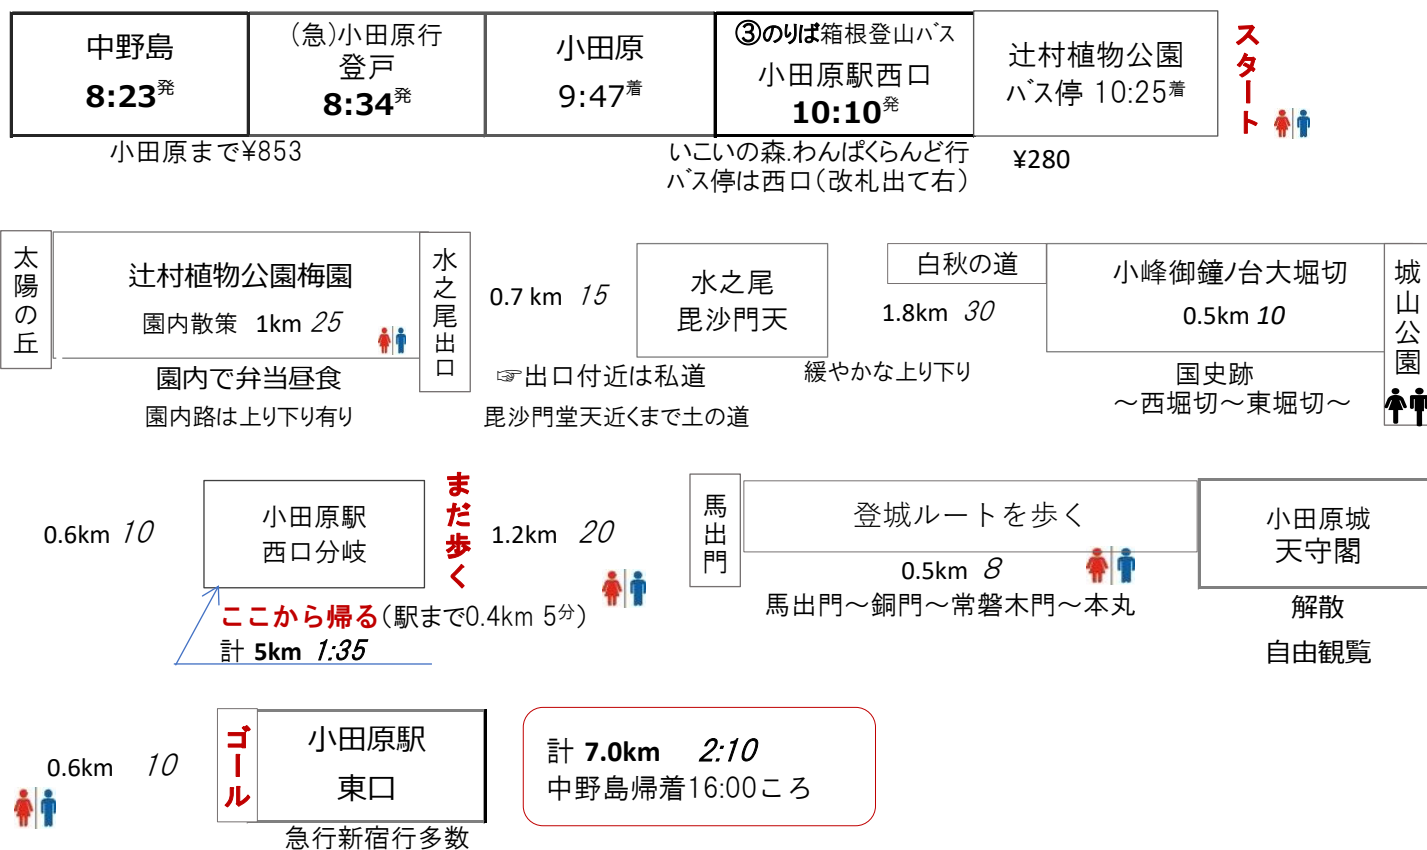 中野島
8:23発
(急)小田原行
登戸
8:34発
小田原
9:47着
③のりば箱根登山バス
小田原駅西口
10:10発
辻村植物公園
バス停 10:25着
スタート
小田原まで¥853
いこいの森.わんぱくらんど行
バス停は西口(改札出て右)
¥280
太陽の丘
辻村植物公園梅園
園内散策 1km 25
園内で弁当昼食
園内路は上り下り有り
水之尾出口
0.7 km 15
☞出口付近は私道
毘沙門堂天近くまで土の道
水之尾
毘沙門天
白秋の道
1.8km 30
緩やかな上り下り
小峰御鐘ノ台大堀切
0.5km 10
国史跡
～西堀切～東堀切～
城山公園
0.6km 10
小田原駅
西口分岐
まだ歩く
ここから帰る(駅まで0.4km 5分)
計 5km 1:35
1.2km 20
馬出門
登城ルートを歩く
0.5km 8
馬出門～銅門～常磐木門～本丸
小田原城
天守閣
解散
自由観覧
0.6km 10
ゴール
小田原駅
東口
急行新宿行多数
計 7.0km 2:10
中野島帰着16:00ころ